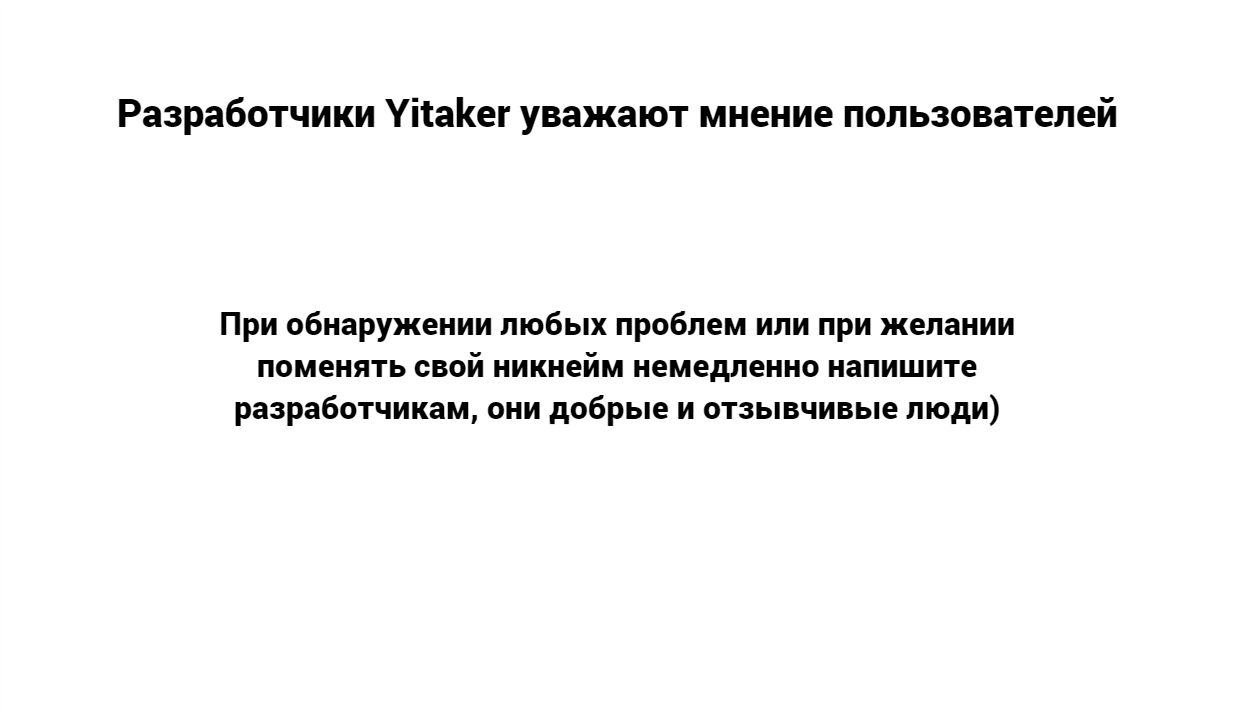 Разработчики Yitaker уважают мнение пользователей
При обнаружении любых проблем или при желании
поменять свой никнейм немедленно напишите
разработчикам, они добрые и отзывчивые люди)